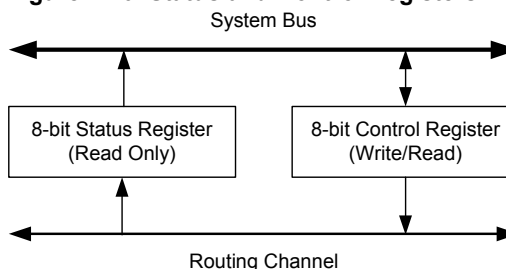 System Bus
8-bit Status Register
(Read Only)
8-bit Control Register
(Write/Read)
Routing Channel